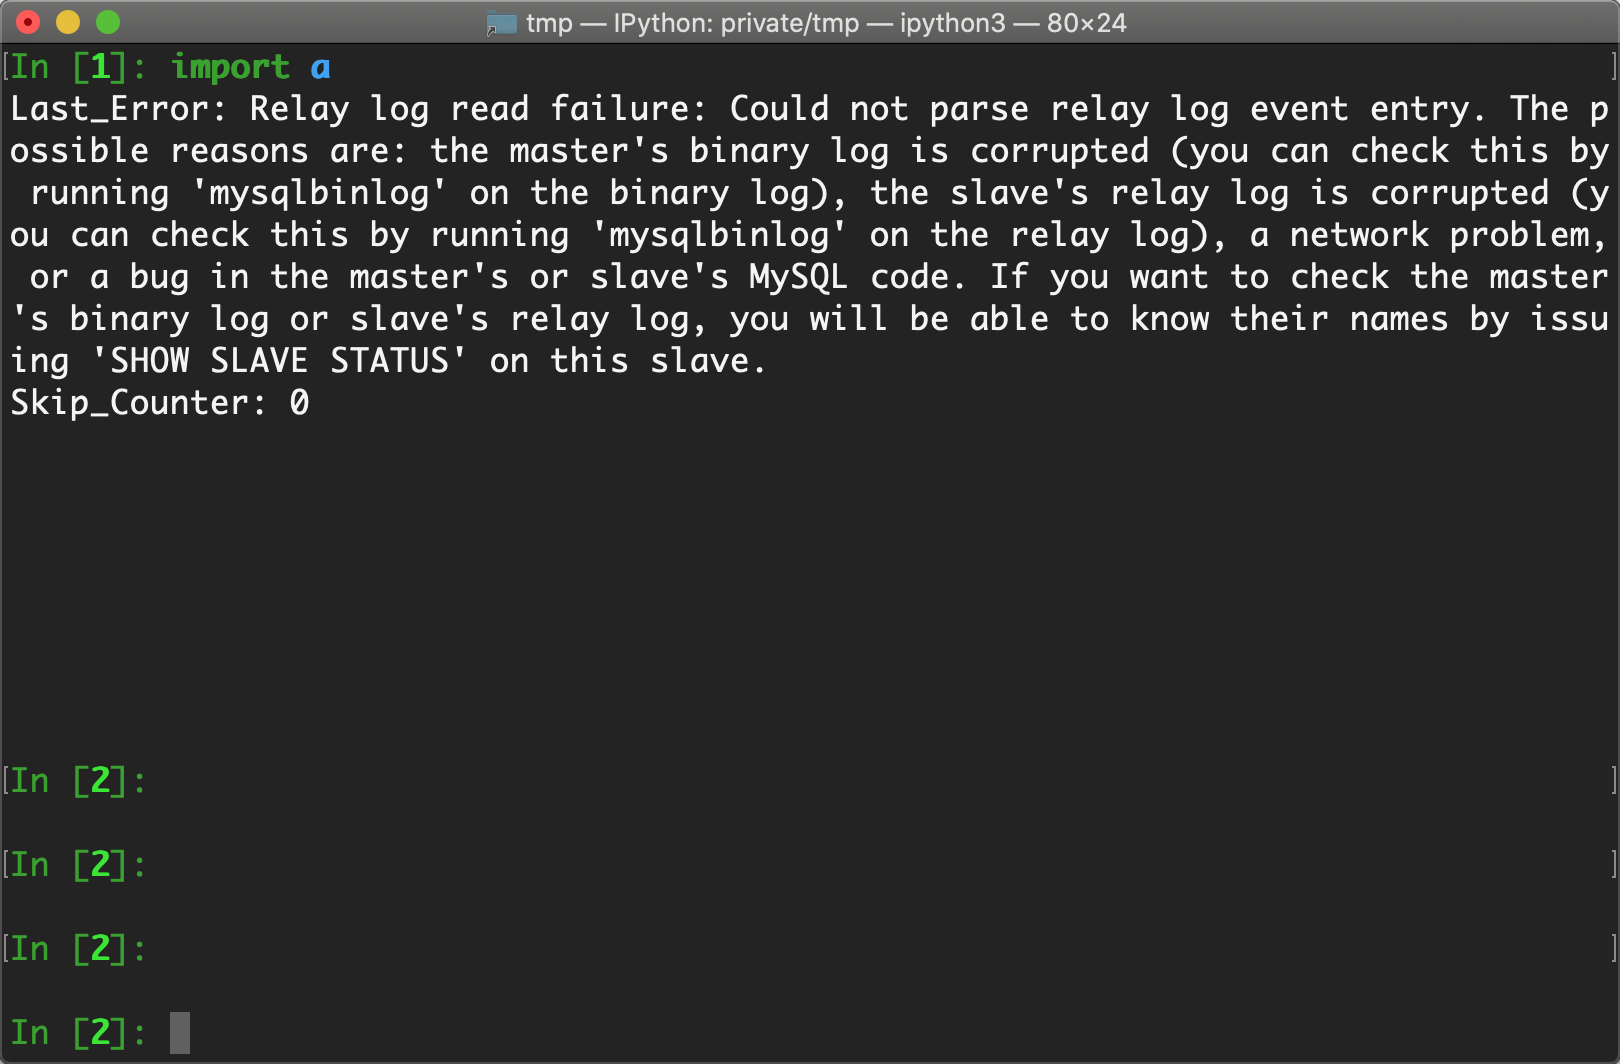 tmp — IPython: private/tmp — ipython3 — 80×24
In [1]: import a
Last_Error: Relay log read failure: Could not parse relay log event entry. The p
ossible reasons are: the master's binary log is corrupted (you can check this by
 running 'mysqlbinlog' on the binary log), the slave's relay log is corrupted (y
ou can check this by running 'mysqlbinlog' on the relay log), a network problem,
 or a bug in the master's or slave's MySQL code. If you want to check the master
's binary log or slave's relay log, you will be able to know their names by issu
ing 'SHOW SLAVE STATUS' on this slave.
Skip_Counter: 0
In [2]:
In [2]:
In [2]:
In [2]: